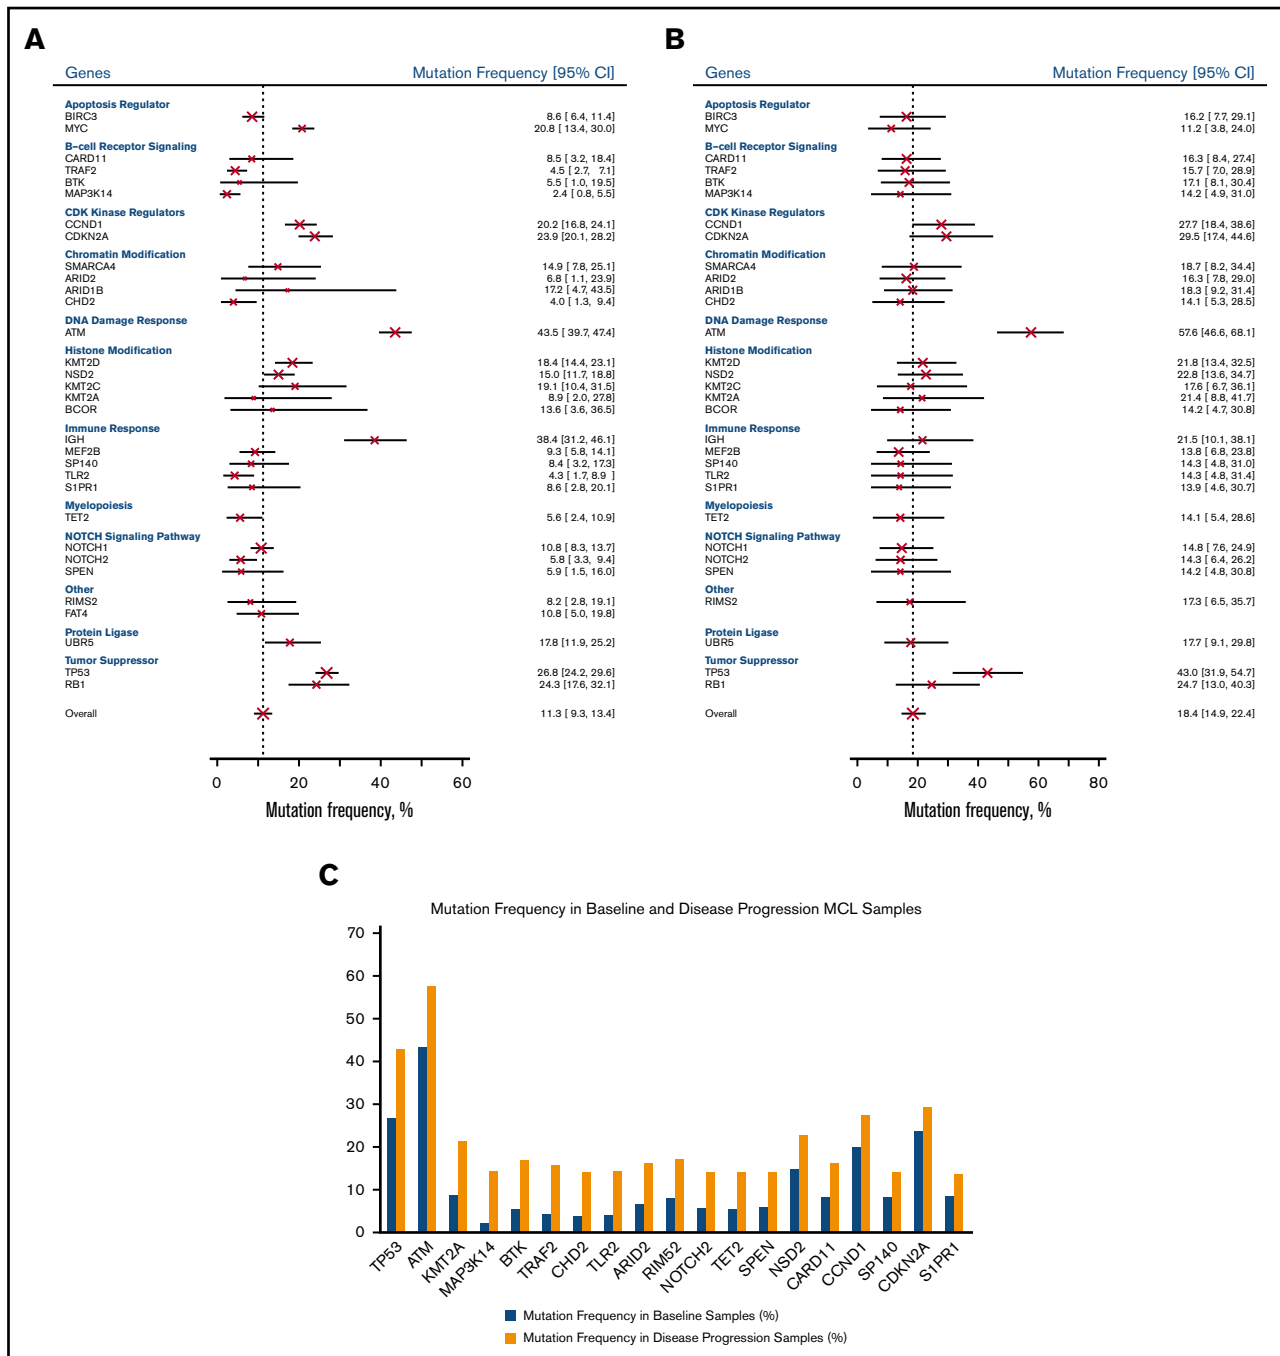 A
Genes Mutation Frequency [95% CI]
Apoptosis Regulator
BIRC3 8.6 [ 6.4, 11.4]
MYC 20.8 [ 13.4, 30.0]
B-cell Receptor Signaling
CARD11 8.5 [ 3.2, 18.4]
TRAF2 4.5 [ 2.7, 7.1]
BTK 5.5 [ 1.0, 19.5]
MAP3K14 2.4 [ 0.8, 5.5]
CDK Kinase Regulators
CCND1 20.2 [16.8, 24.1]
CDKN2A 23.9 [20.1, 28.2]
Chromatin Modification
SMARCA4 14.9 [ 7.8, 25.1]
ARID2 6.8 [ 1.1, 23.9]
ARID1B 17.2 [ 4.7, 43.5]
CHD2 4.0 [ 1.3, 9.4]
DNA Damage Response
ATM 43.5 [ 39.7, 47.4]
Histone Modification
KMT2D 18.4 [ 14.4, 23.1]
NSD2 15.0 [11.7, 18.8]
KMT2C 19.1 [10.4, 31.5]
KMT2A 8.9 [ 2.0, 27.8]
BCOR 13.6 [ 3.6, 36.5]
Immune Response
IGH 38.4 [31.2, 46.1]
MEF2B 9.3 [ 5.8, 14.1]
SP140 8.4 [ 3.2, 17.3]
TLR2 4.3 [ 1.7, 8.9 ]
S1PR1 8.6 [ 2.8, 20.1]
Myelopoiesis
TET2 5.6 [ 2.4, 10.9]
NOTCH Signaling Pathway
NOTCH1 10.8 [ 8.3, 13.7]
NOTCH2 5.8 [ 3.3, 9.4]
SPEN 5.9 [ 1.5, 16.0]
Other
RIMS2 8.2 [ 2.8, 19.1]
FAT4 10.8 [ 5.0, 19.8]
Protein Ligase
UBR5 17.8 [11.9, 25.2]
Tumor Suppressor
TP53 26.8 [24.2, 29.6]
RB1 24.3 [17.6, 32.1]
Overall 11.3 [ 9.3, 13.4]
0 20 40 60
Mutation frequency, %
B
Genes Mutation Frequency [95% CI]
Apoptosis Regulator
BIRC3 16.2 [ 7.7, 29.1]
MYC 11.2 [ 3.8, 24.0]
B-cell Receptor Signaling
CARD11 16.3 [ 8.4, 27.4]
TRAF2 15.7 [ 7.0, 28.9]
BTK 17.1 [ 8.1, 30.4]
MAP3K14 14.2 [ 4.9, 31.0]
CDK Kinase Regulators
CCND1 27.7 [18.4, 38.6]
CDKN2A 29.5 [17.4, 44.6]
Chromatin Modification
SMARCA4 18.7 [ 8.2, 34.4]
ARID2 16.3 [ 7.8, 29.0]
ARID1B 18.3 [ 9.2, 31.4]
CHD2 14.1 [ 5.3, 28.5]
DNA Damage Response
ATM 57.6 [46.6, 68.1]
Histone Modification
KMT2D 21.8 [13.4, 32.5]
NSD2 22.8 [13.6, 34.7]
KMT2C 17.6 [ 6.7, 36.1]
KMT2A 21.4 [ 8.8, 41.7]
BCOR 14.2 [ 4.7, 30.8]
Immune Response
IGH 21.5 [10.1, 38.1]
MEF2B 13.8 [ 6.8, 23.8]
SP140 14.3 [ 4.8, 31.0]
TLR2 14.3 [ 4.8, 31.4]
S1PR1 13.9 [ 4.6, 30.7]
Myelopoiesis
TET2 14.1 [ 5.4, 28.6]
NOTCH Signaling Pathway
NOTCH1 14.8 [ 7.6, 24.9]
NOTCH2 14.3 [ 6.4, 26.2]
SPEN 14.2 [ 4.8, 30.8]
Other
RIMS2 17.3 [ 6.5, 35.7]
Protein Ligase
UBR5 17.7 [ 9.1, 29.8]
Tumor Suppressor
TP53 43.0 [31.9, 54.7]
RB1 24.7 [13.0, 40.3]
Overall 18.4 [14.9, 22.4]
0 20 40 60 80
Mutation frequency, %
C
Mutation Frequency in Baseline and Disease Progression MCL Samples
70
60
50
40
30
20
10
0
TP53 ATM KMT2A MAP3K14 BTK TRAF2 CHD2 TLR2 ARID2 RIM52 NOTCH2 TET2 SPEN NSD2 CARD11 CCND1 SP140 CDKN2A S1PR1
Mutation Frequency in Baseline Samples (%)
Mutation Frequency in Disease Progression Samples (%)